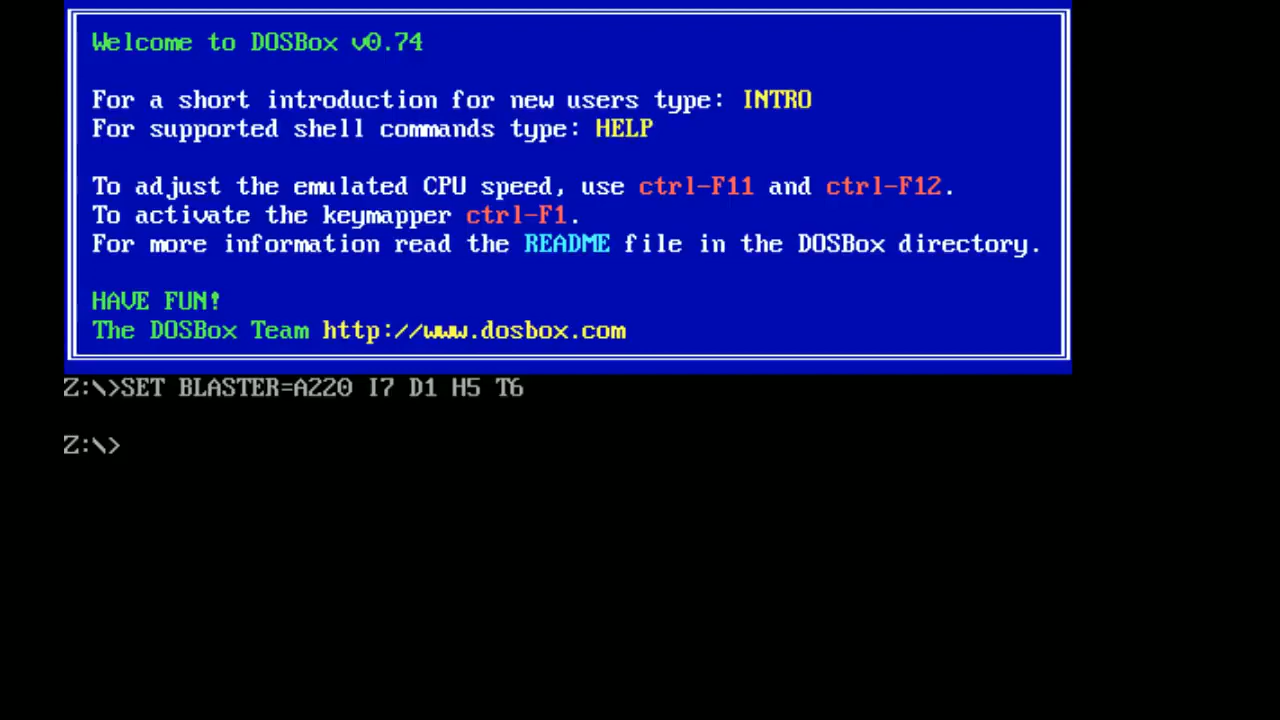 Welcome to DOSBox v0.74
For a short introduction for new users type: INTRO
For supported shell commands type: HELP
To adjust the emulated CPU speed, use ctrl-F11 and ctrl-F12.
To activate the keymapper ctrl-F1.
For more information read the README file in the DOSBox directory.
HAVE FUN!
The DOSBox Team http://www.dosbox.com
Z:\>SET BLASTER=A220 I7 D1 H5 T6
Z:\>